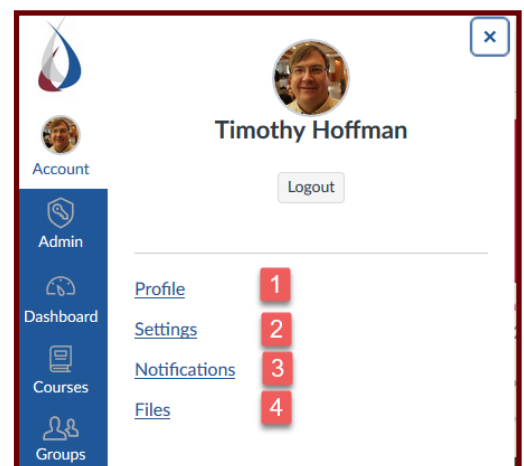 ×
Timothy Hoffman
Logout
Account
Admin
Dashboard
Courses
Groups
Profile 1
Settings 2
Notifications 3
Files 4